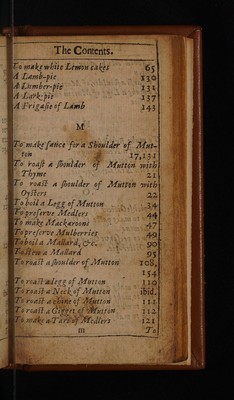 The Contents.
To make white Lemon cakes 65
A Lamb-pie 130
A Lumber-pie 131
A Lark-pie 137
A Frigasie of Lamb 143
M
To make sauce for a Shoulder of Mut-
ton 17,131
To roast a shoulder of Mutton with
Thyme 21
To roast a shoulder of Mutton with
Oysters 22
To boil a Legg of Mutton 34
To preserve Medlers 44
To make Mackaroons 47
To preserve Mulberries 49
To boil a Mallard, &c. 90
To stew a Mallard 95
To roast a shoulder of Mutton 108,
154
To roast a Legg of Mutton 110
To roast a Neck of Mutton ibid.
To roast a chine of Mutton 111
To roast a Gigget of Mutton 112
To make a Tart of Medlers 121
m To